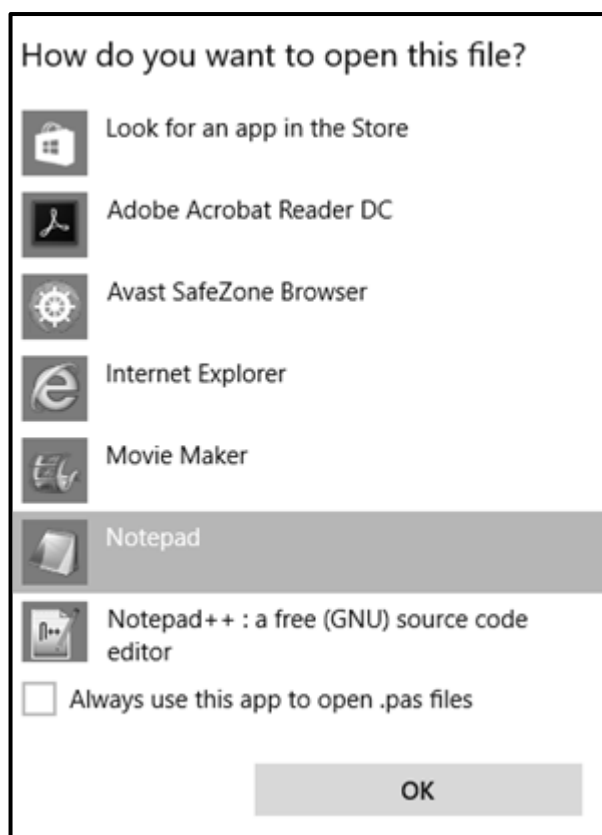 How do you want to open this file?
Look for an app in the Store
Adobe Acrobat Reader DC
Avast SafeZone Browser
Internet Explorer
Movie Maker
Notepad
Notepad++ : a free (GNU) source code
editor
Always use this app to open .pas files
OK